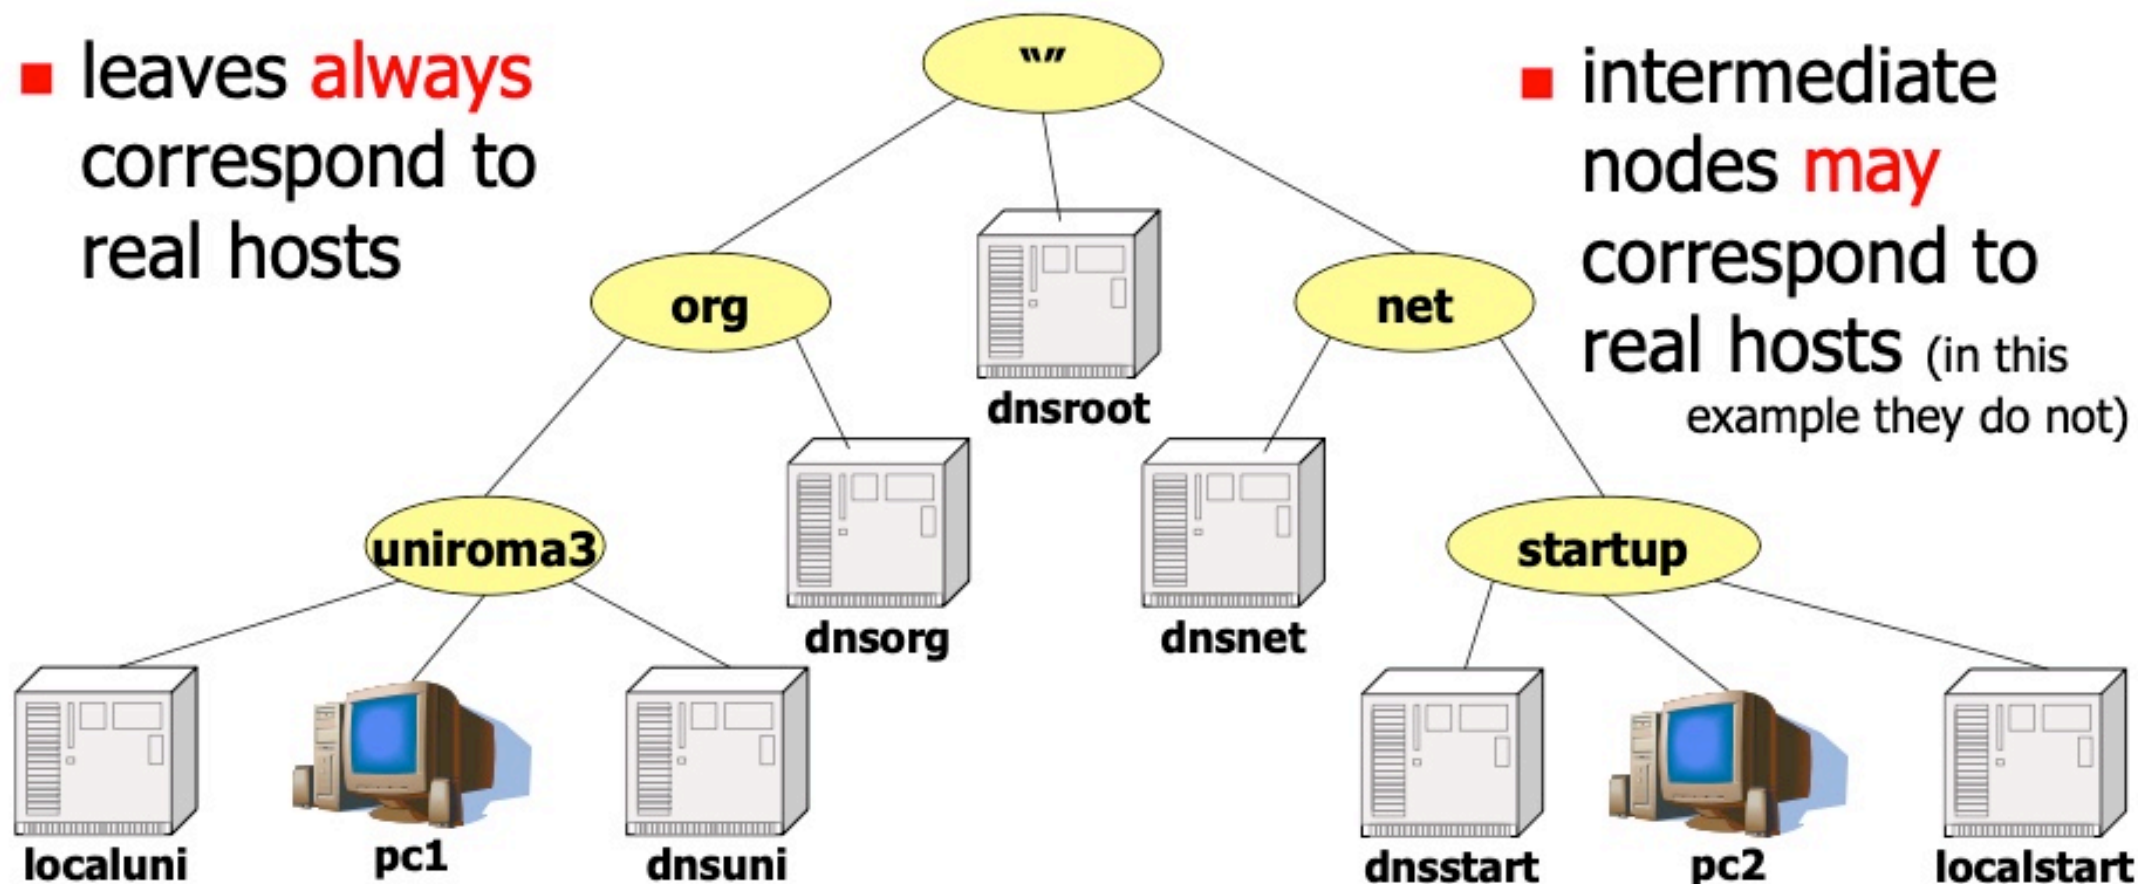 leaves always
correspond to
real hosts
""
intermediate
nodes may
correspond to
real hosts (in this
example they do not)
org
net
dnsroot
uniroma3
startup
dnsorg
dnsnet
localuni
pc1
dnsuni
dnsstart
pc2
localstart